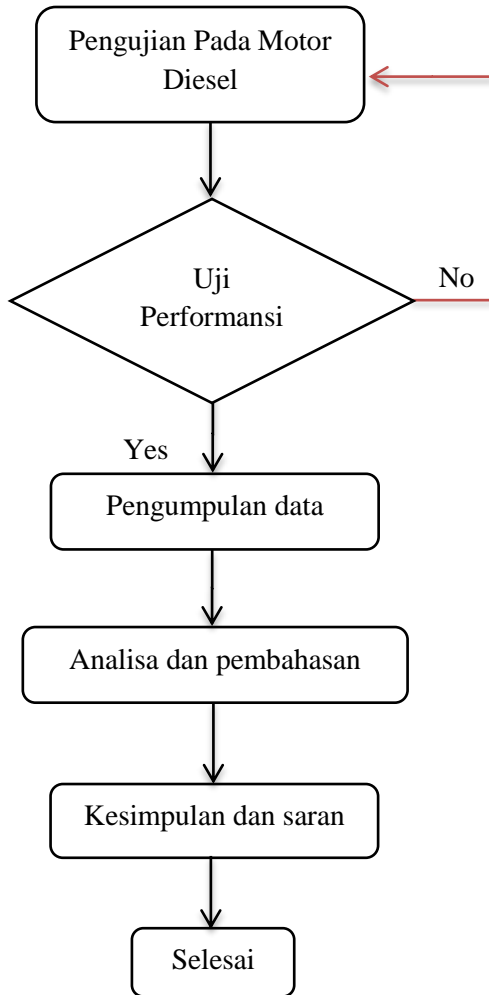 Pengujian Pada Motor
Diesel
Uji
Performansi
No
Yes
Pengumpulan data
Analisa dan pembahasan
Kesimpulan dan saran
Selesai